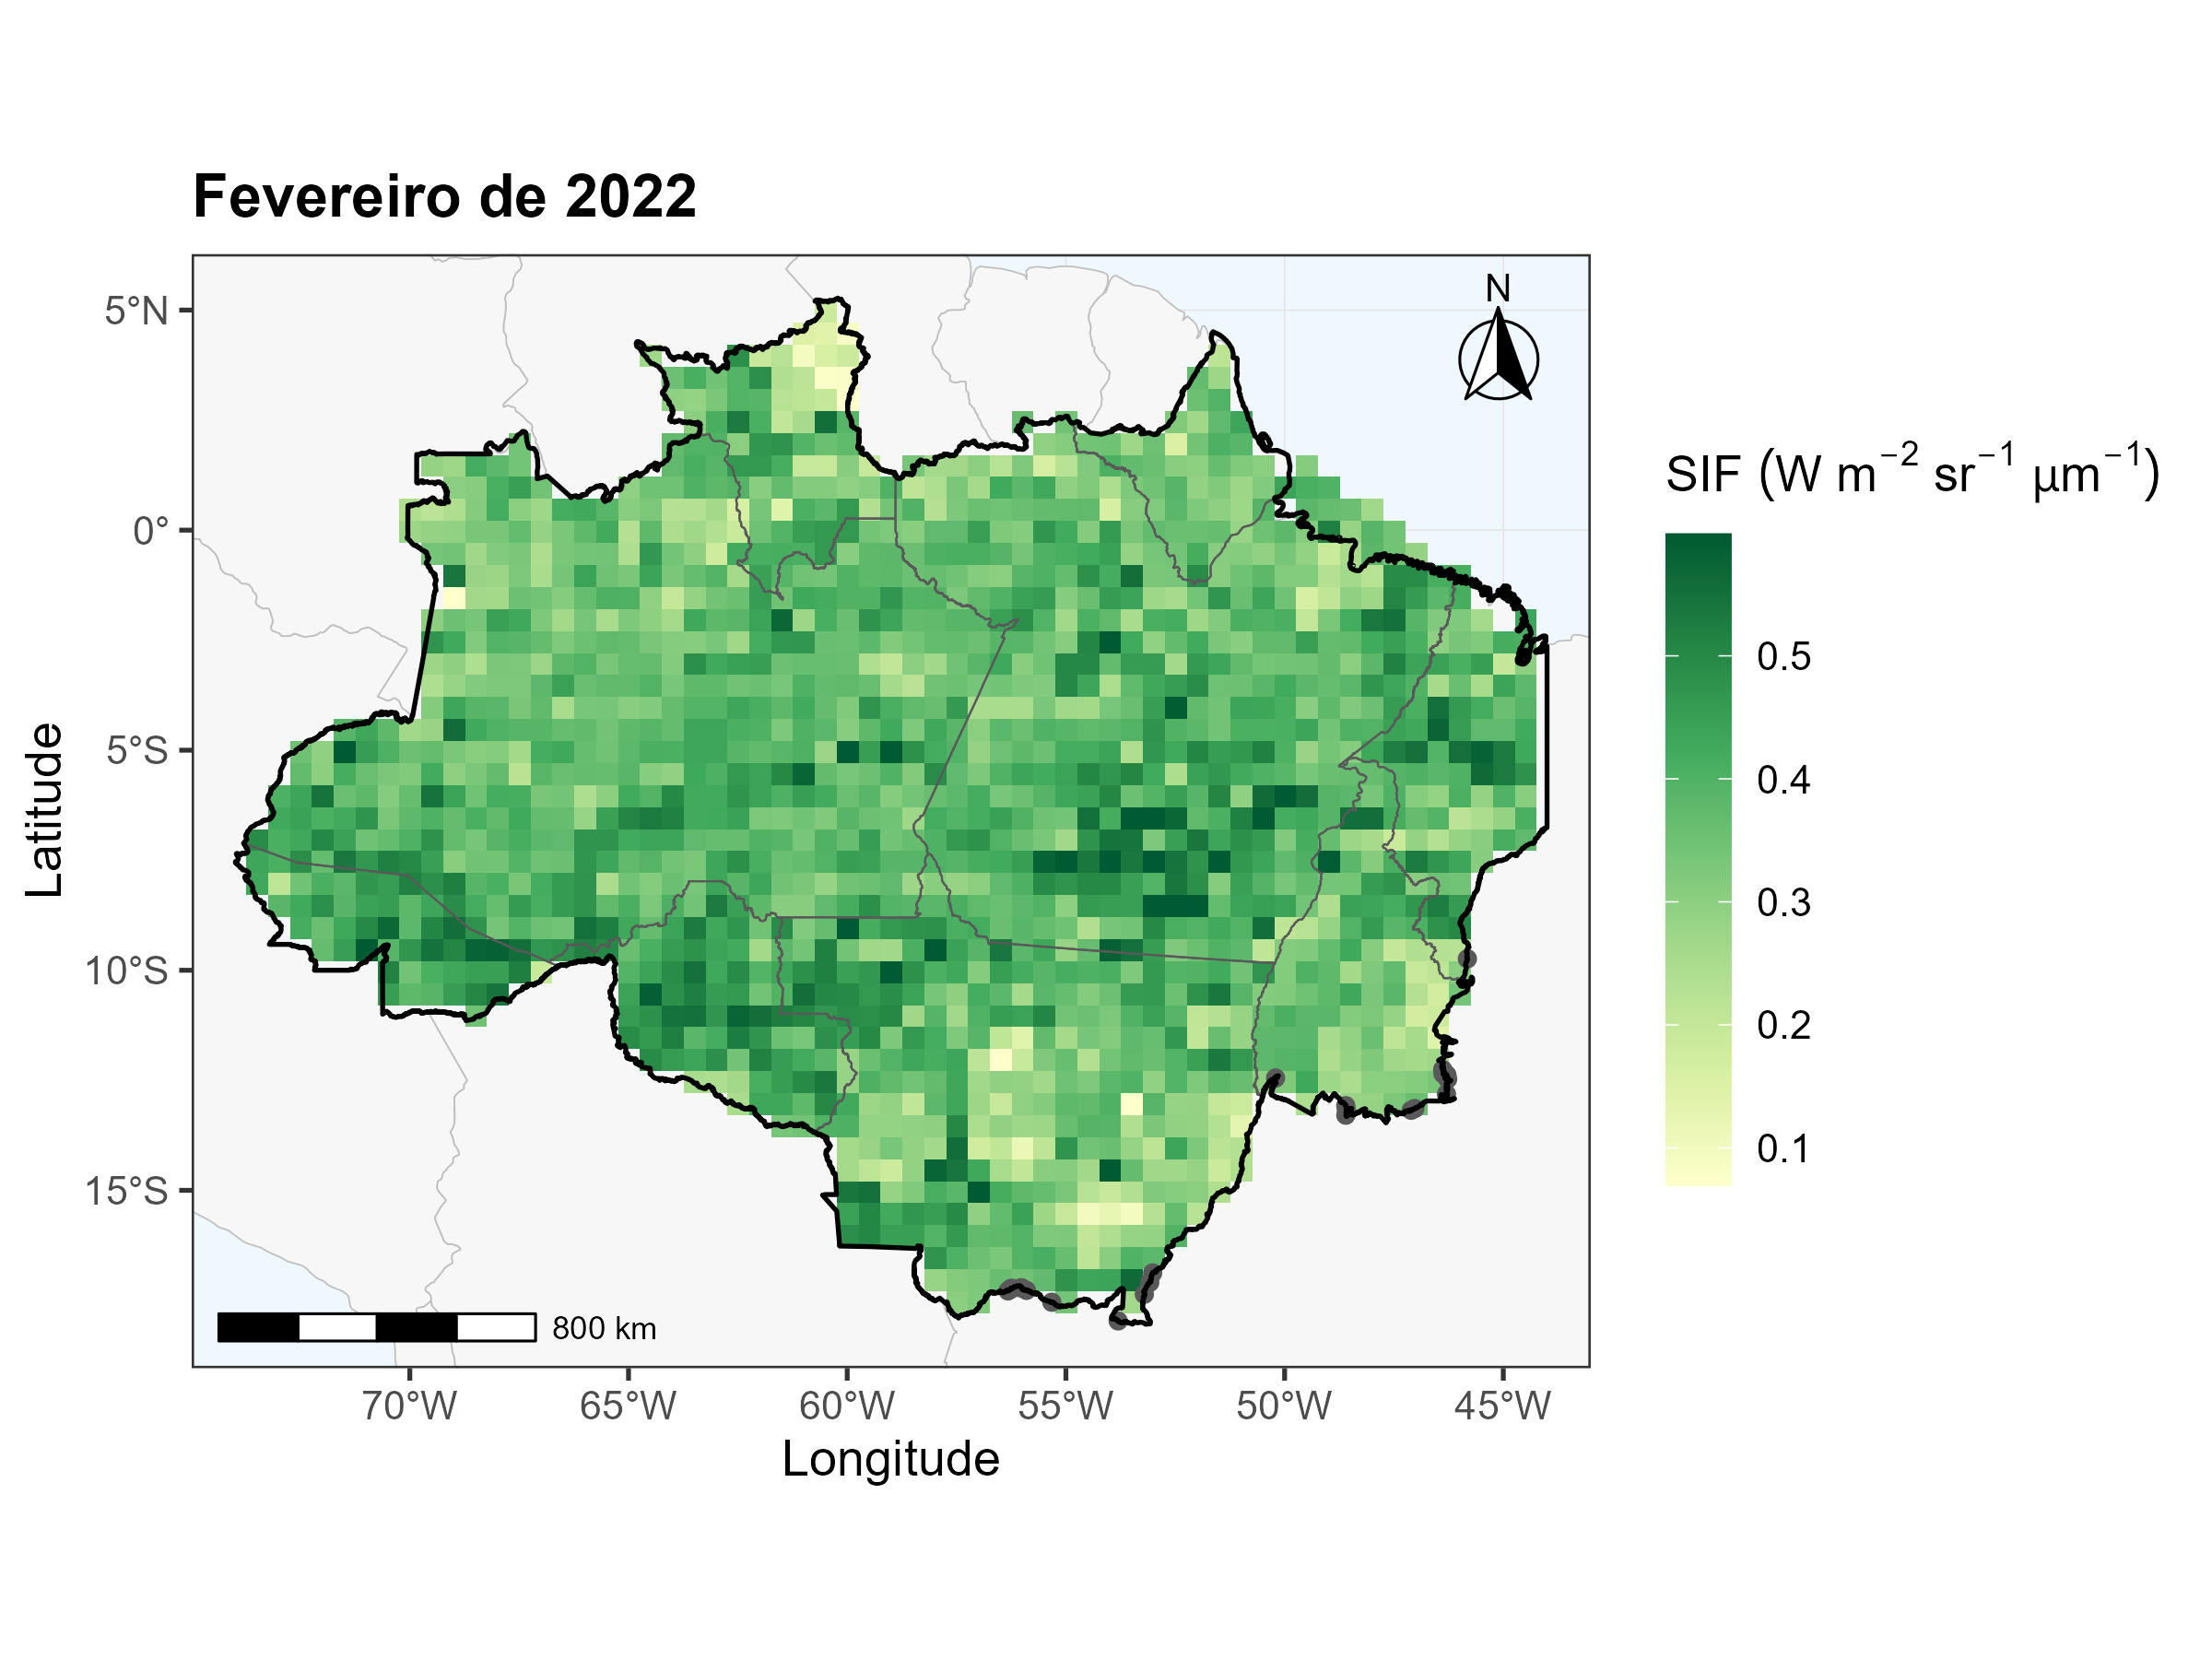 Fevereiro de 2022
N
5°N
0°
5°S
10°S
15°S
Latitude
800 km
70°W 65°W 60°W 55°W 50°W 45°W
Longitude
SIF (W m⁻² sr⁻¹ μm⁻¹)
0.5
0.4
0.3
0.2
0.1